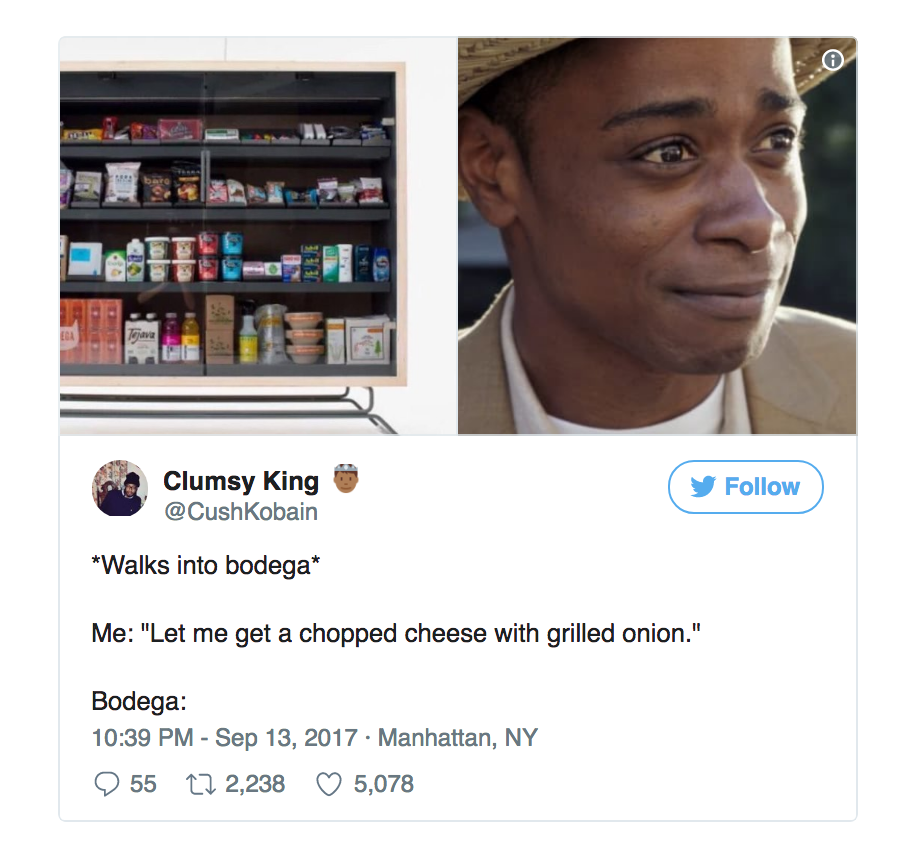 Tejava
Clumsy King
@CushKobain
Follow
*Walks into bodega*
Me: "Let me get a chopped cheese with grilled onion."
Bodega:
10:39 PM - Sep 13, 2017 · Manhattan, NY
55 2,238 5,078